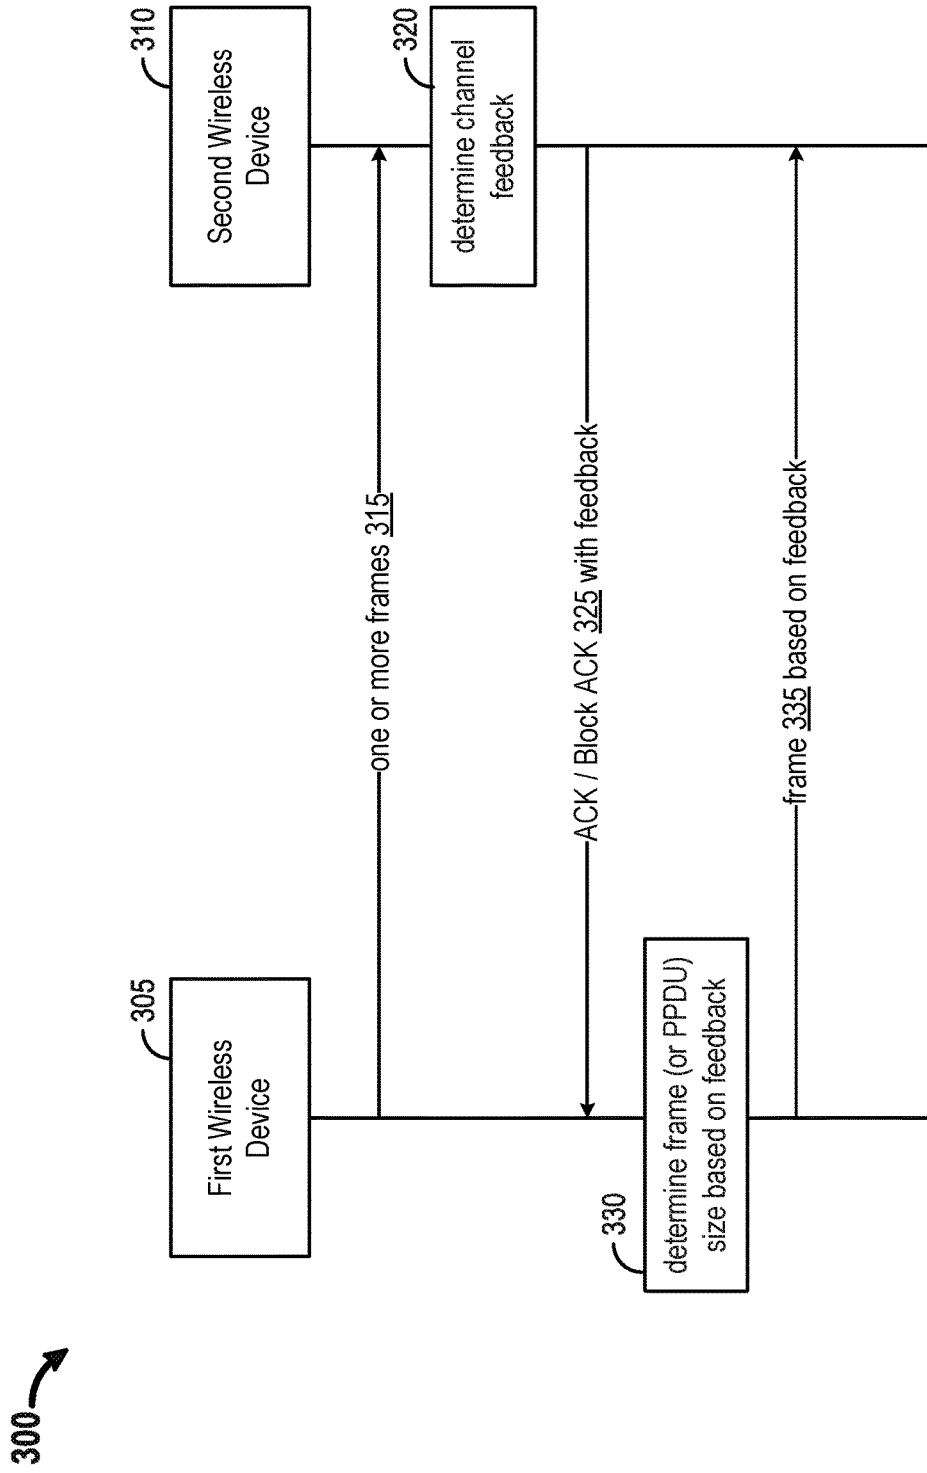 300
305
First Wireless
Device
310
Second Wireless
Device
one or more frames 315
320
determine channel
feedback
ACK / Block ACK 325 with feedback
330
determine frame (or PPDU)
size based on feedback
frame 335 based on feedback